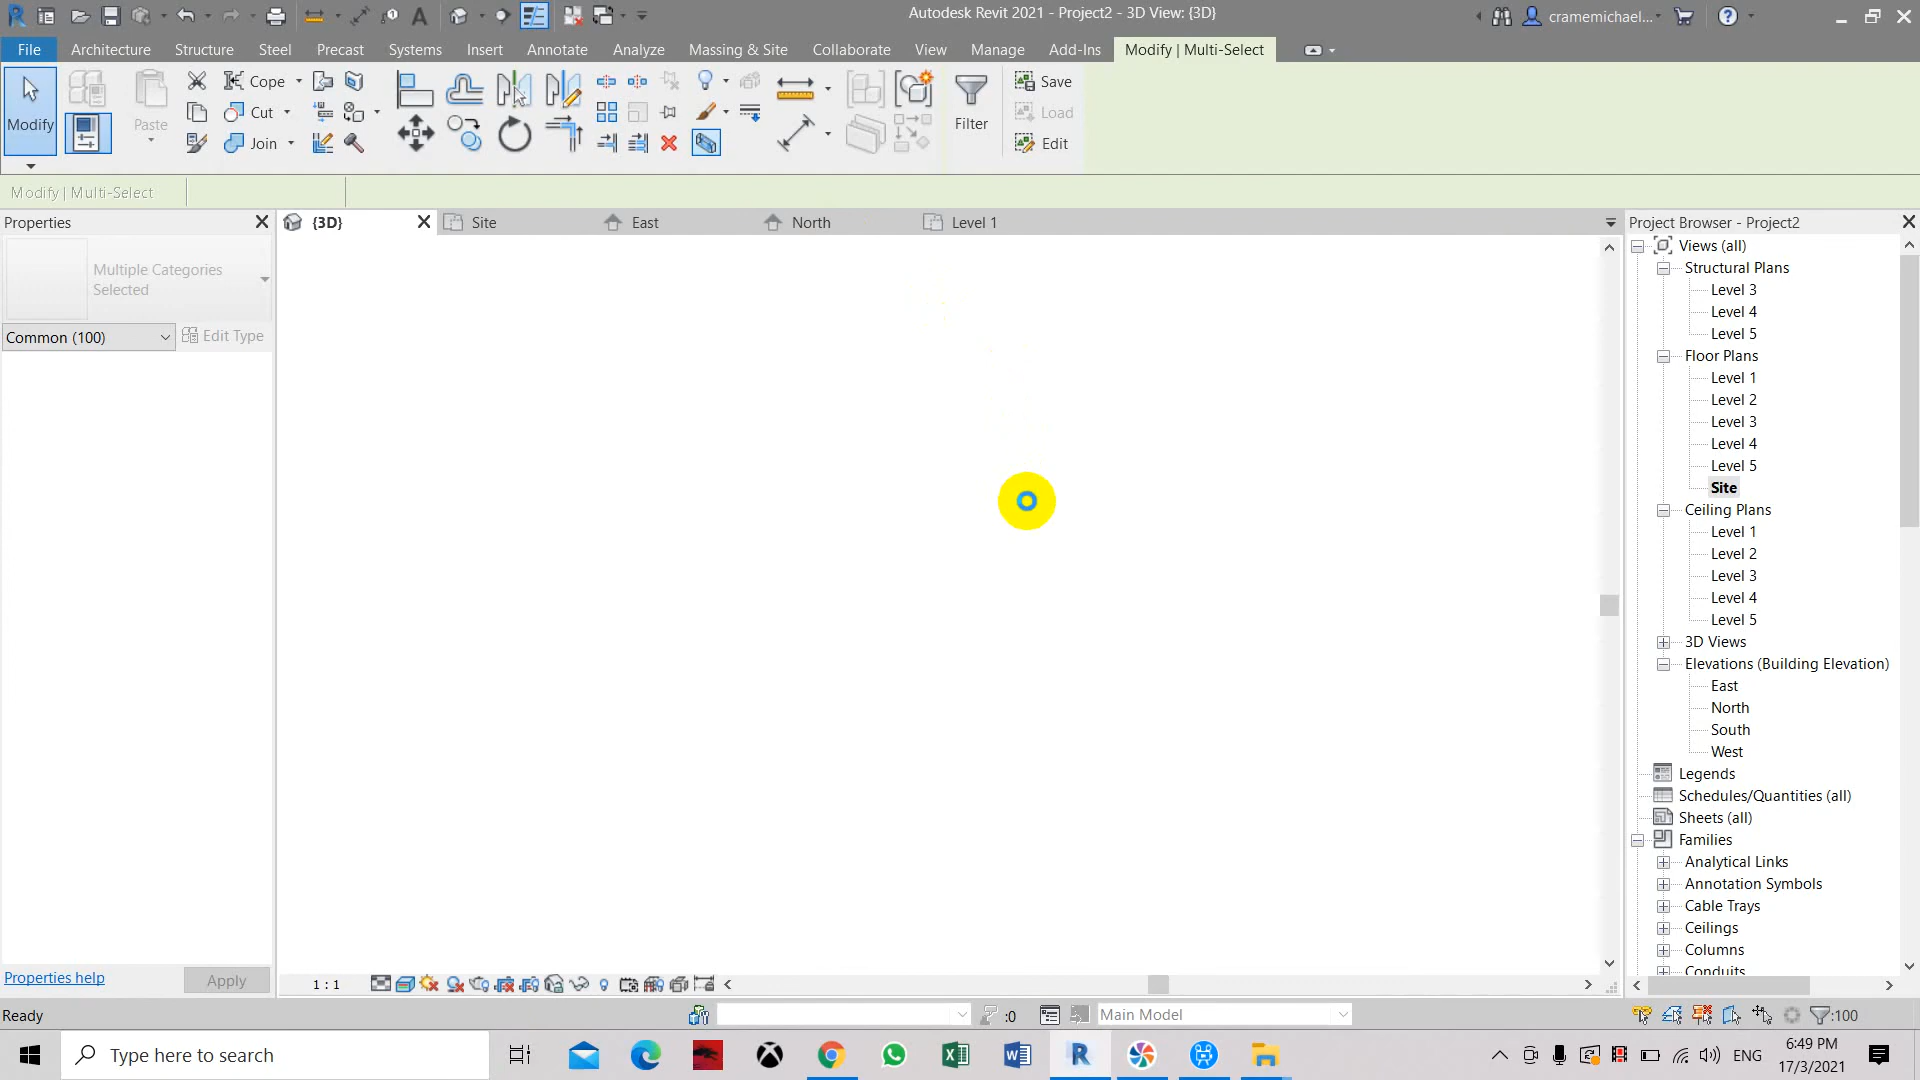 Autodesk Revit 2021 - Project2 - 3D View: {3D}
cramemichael...
File
Architecture
Structure
Steel
Precast
Systems
Insert
Annotate
Analyze
Massing & Site
Collaborate
View
Manage
Add-Ins
Modify | Multi-Select
Modify
Paste
Cope
Cut
Join
Filter
Save
Load
Edit
Modify | Multi-Select
Properties
{3D}
Site
East
North
Level 1
Project Browser - Project2
Multiple Categories
Selected
Common (100)
Edit Type
Views (all)
Structural Plans
Level 3
Level 4
Level 5
Floor Plans
Level 1
Level 2
Level 3
Level 4
Level 5
Site
Ceiling Plans
Level 1
Level 2
Level 3
Level 4
Level 5
3D Views
Elevations (Building Elevation)
East
North
South
West
Legends
Schedules/Quantities (all)
Sheets (all)
Families
Analytical Links
Annotation Symbols
Cable Trays
Ceilings
Columns
Conduits
Properties help
Apply
1 : 1
Ready
:0
Main Model
:100
Type here to search
ENG
6:49 PM
17/3/2021